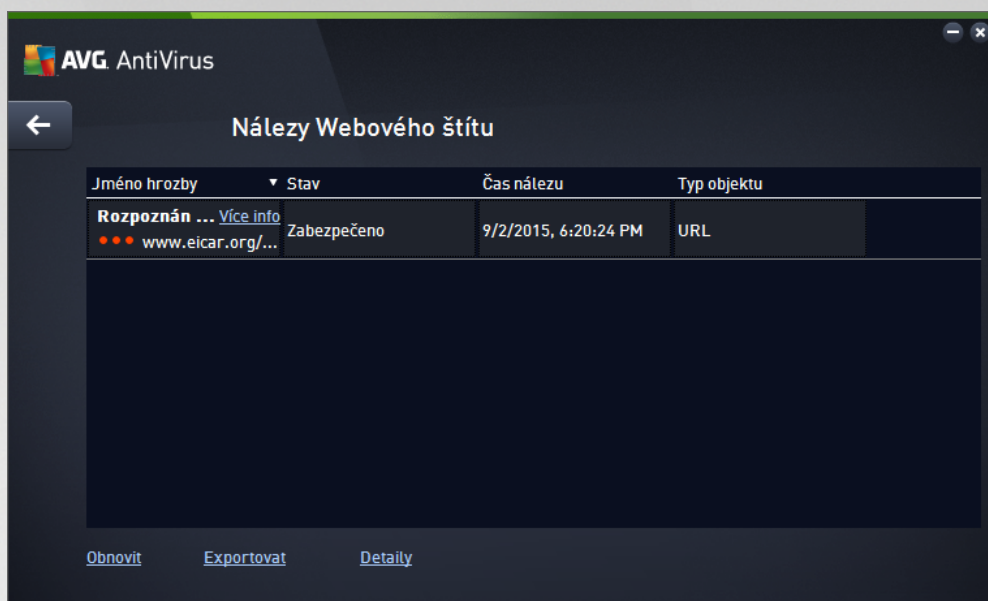 AVG. AntiVirus
Nálezy Webového štítu
Jméno hrozby Stav Čas nálezu Typ objektu
Rozpoznán ... Více info
www.eicar.org/... Zabezpečeno 9/2/2015, 6:20:24 PM URL
Obnovit Exportovat Detaily